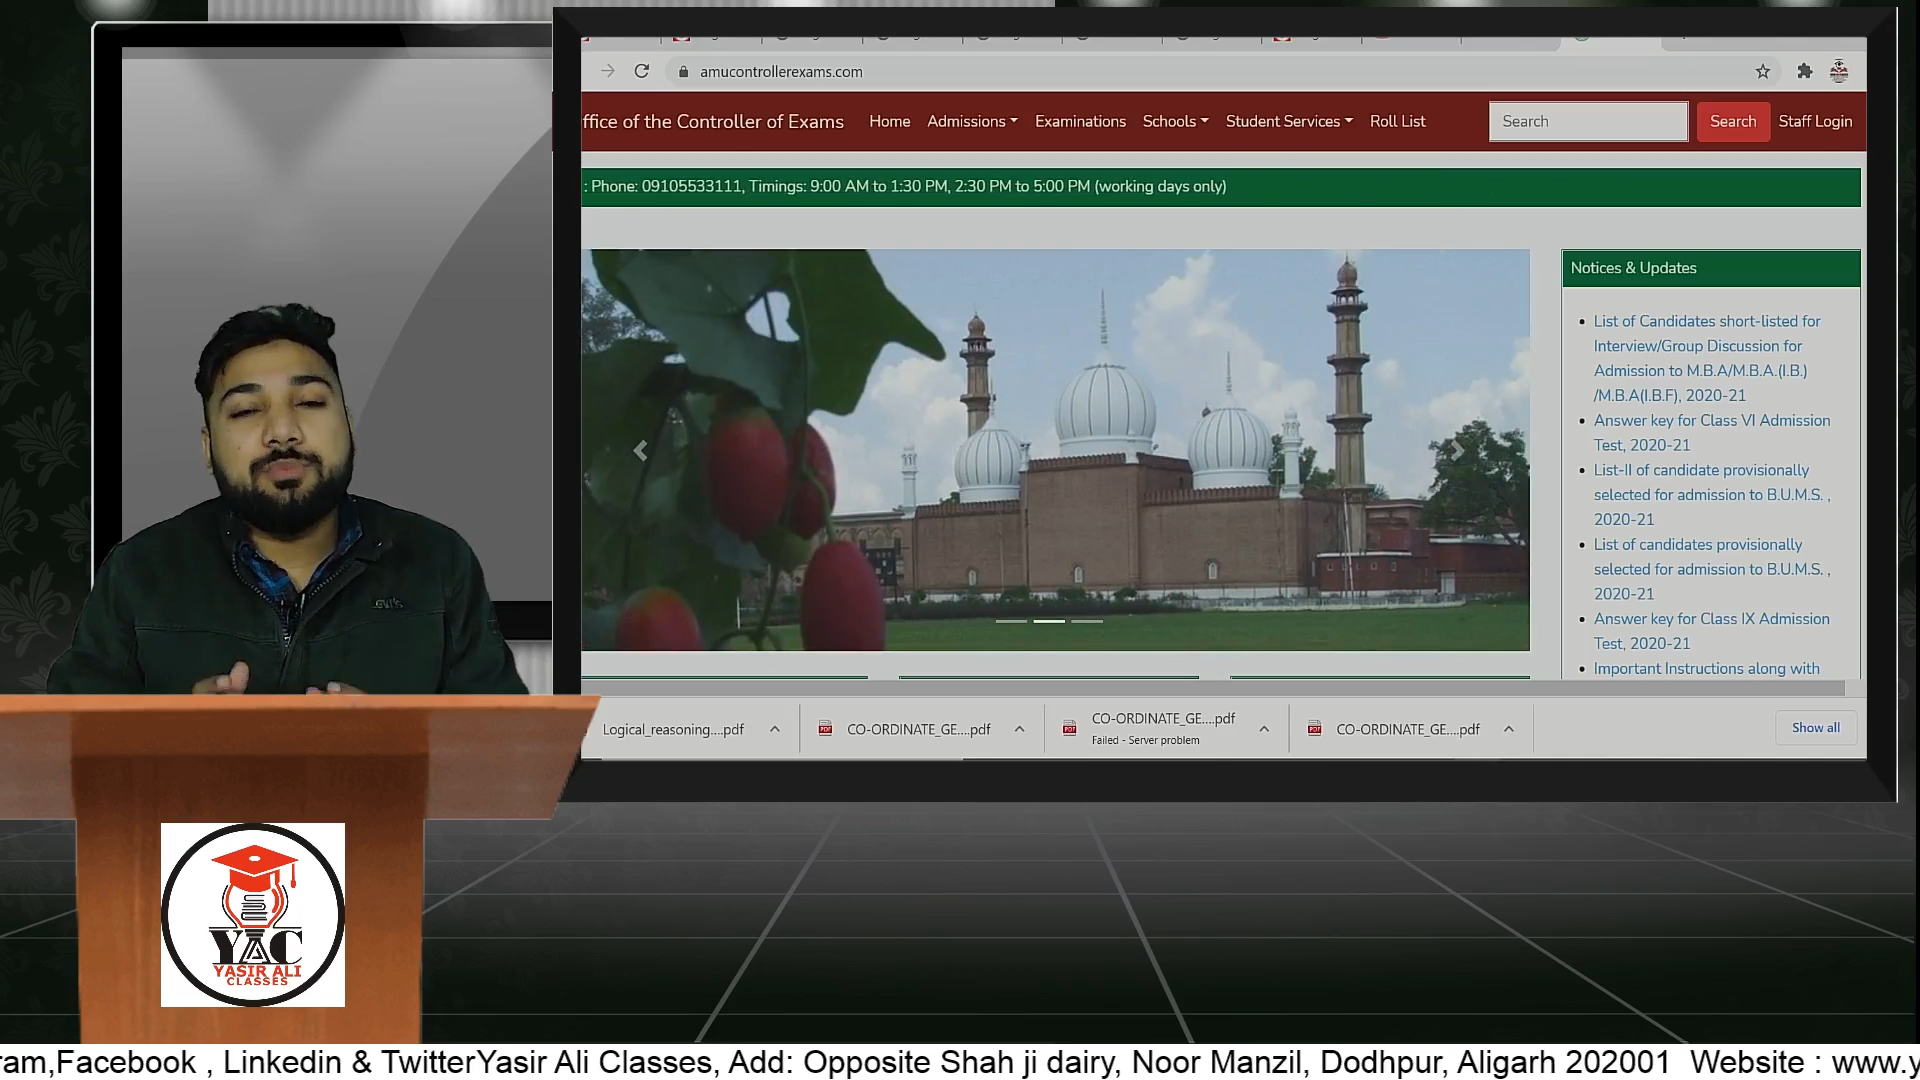 amucontrollerexams.com
ffice of the Controller of Exams Home Admissions Examinations Schools Student Services Roll List Search Search Staff Login
: Phone: 09105533111, Timings: 9:00 AM to 1:30 PM, 2:30 PM to 5:00 PM (working days only)
Notices & Updates
List of Candidates short-listed for
Interview/Group Discussion for
Admission to M.B.A/M.B.A.(I.B.)
/M.B.A(I.B.F), 2020-21
Answer key for Class VI Admission
Test, 2020-21
List-II of candidate provisionally
selected for admission to B.U.M.S. ,
2020-21
List of candidates provisionally
selected for admission to B.U.M.S. ,
2020-21
Answer key for Class IX Admission
Test, 2020-21
Important Instructions along with
Logical_reasoning....pdf CO-ORDINATE_GE....pdf CO-ORDINATE_GE....pdf CO-ORDINATE_GE....pdf Show all
Failed - Server problem
YAC
YASIR ALI
CLASSES
ram,Facebook , Linkedin & TwitterYasir Ali Classes, Add: Opposite Shah ji dairy, Noor Manzil, Dodhpur, Aligarh 202001 Website : www.y